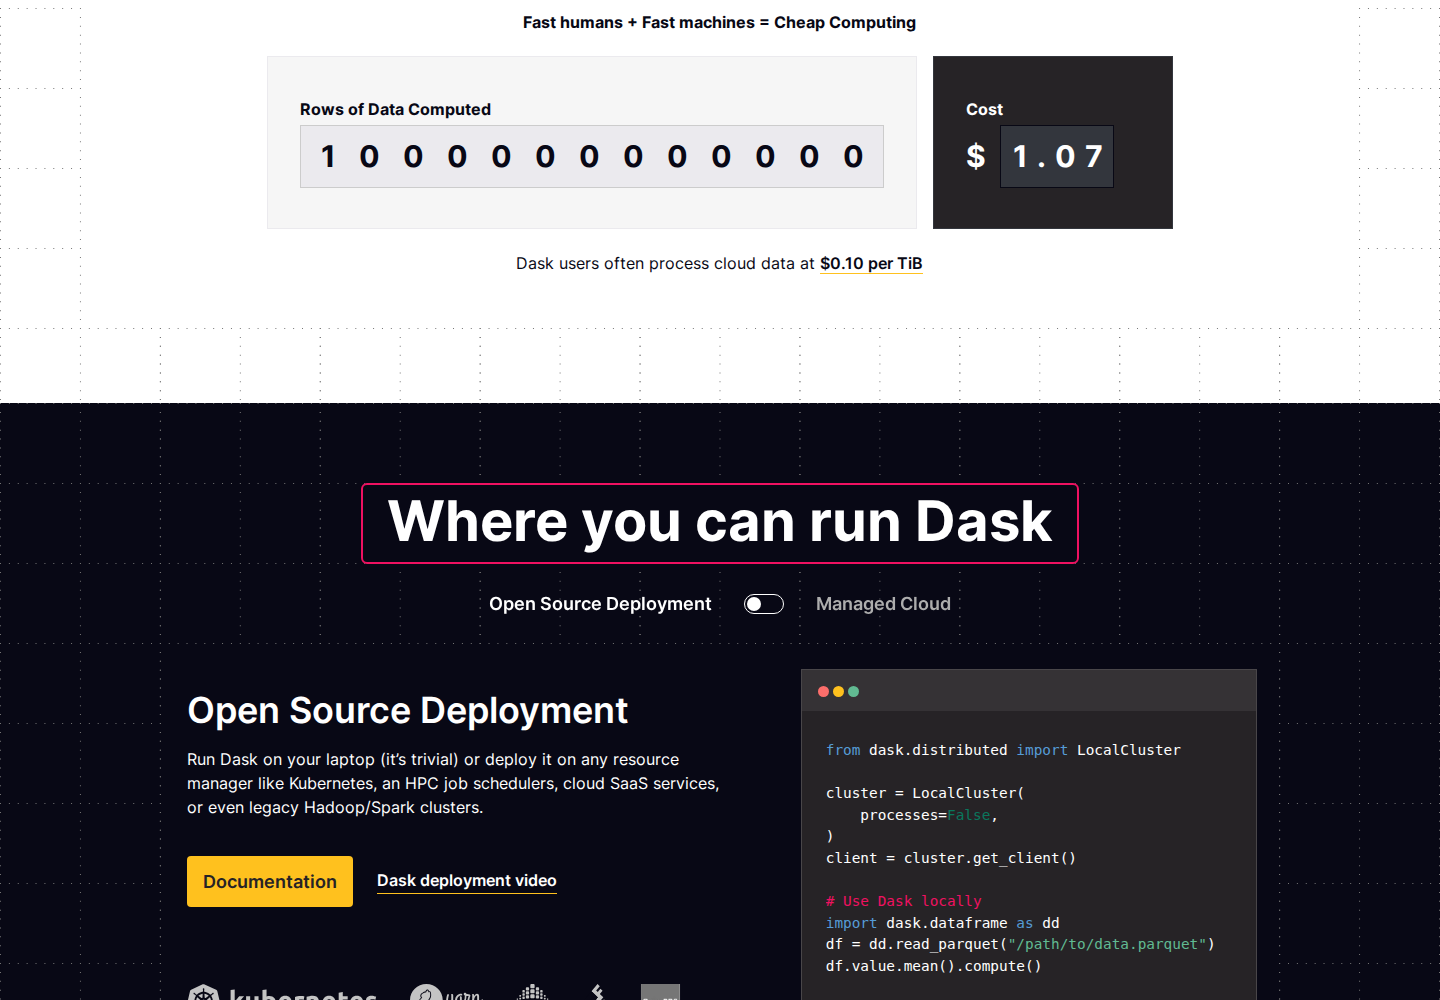 Fast humans + Fast machines = Cheap Computing
Rows of Data Computed
1 0 0 0 0 0 0 0 0 0 0 0 0
Cost
$ 1.07
Dask users often process cloud data at $0.10 per TiB
Where you can run Dask
Open Source Deployment
Managed Cloud
Open Source Deployment
Run Dask on your laptop (it’s trivial) or deploy it on any resource
manager like Kubernetes, an HPC job schedulers, cloud SaaS services,
or even legacy Hadoop/Spark clusters.
Documentation
Dask deployment video
kubernetes
yarn
from dask.distributed import LocalCluster
cluster = LocalCluster(
    processes=False,
)
client = cluster.get_client()
# Use Dask locally
import dask.dataframe as dd
df = dd.read_parquet("/path/to/data.parquet")
df.value.mean().compute()